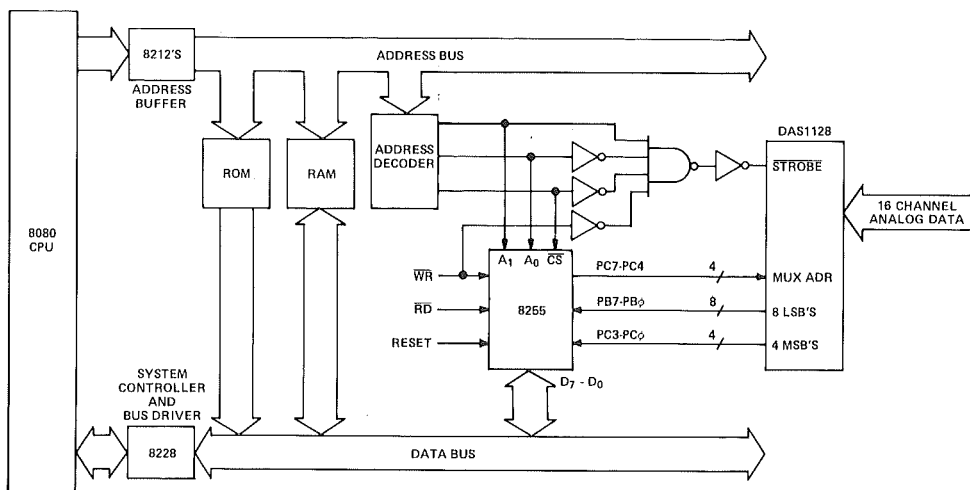 8080
CPU
8212'S
ADDRESS
BUFFER
ADDRESS BUS
ROM
RAM
ADDRESS
DECODER
DAS1128
STROBE
16 CHANNEL
ANALOG DATA
A1 A0 CS
WR
RD
RESET
8255
PC7-PC4 4
MUX ADR
PB7-PBφ 8
8 LSB'S
PC3-PCφ 4
4 MSB'S
D7 - D0
SYSTEM
CONTROLLER
AND
BUS DRIVER
8228
DATA BUS